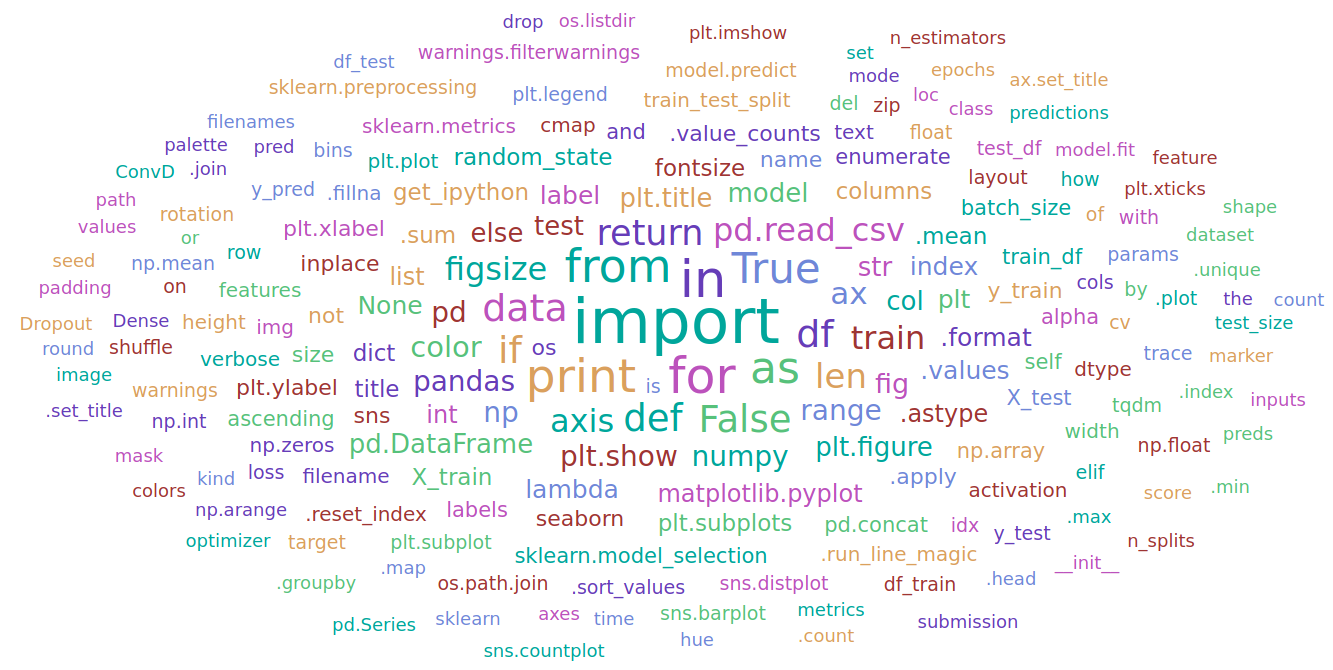 drop os.listdir
plt.imshow n_estimators
df_test warnings.filterwarnings set
sklearn.preprocessing model.predict mode epochs ax.set_title
plt.legend train_test_split del zip loc class predictions
filenames sklearn.metrics cmap and .value_counts text float
palette pred bins plt.plot random_state fontsize name enumerate test_df model.fit feature
ConvD .join y_pred .fillna get_ipython label plt.title model columns layout how plt.xticks
path rotation batch_size of with shape
values or plt.xlabel .sum else test return pd.read_csv .mean dataset
seed np.mean row inplace list figsize from in True str index train_df params .unique
padding on features None pd data import ax col plt y_train cols by .plot the count
Dropout Dense height img not df train .format alpha cv test_size
round shuffle verbose size dict color if os trace marker
image warnings plt.ylabel title pandas print is for as len fig .values self dtype
.set_title np.int ascending sns int np axis def False range .astype X_test tqdm .index inputs
mask np.zeros pd.DataFrame plt.show numpy plt.figure np.array width np.float preds
colors kind loss filename X_train lambda matplotlib.pyplot .apply activation elif score .min
np.arange .reset_index labels seaborn plt.subplots pd.concat idx y_test .max
optimizer target plt.subplot sklearn.model_selection .run_line_magic n_splits
.groupby .map os.path.join .sort_values sns.distplot df_train .head __init__
pd.Series sklearn axes time sns.barplot metrics submission
sns.countplot hue .count